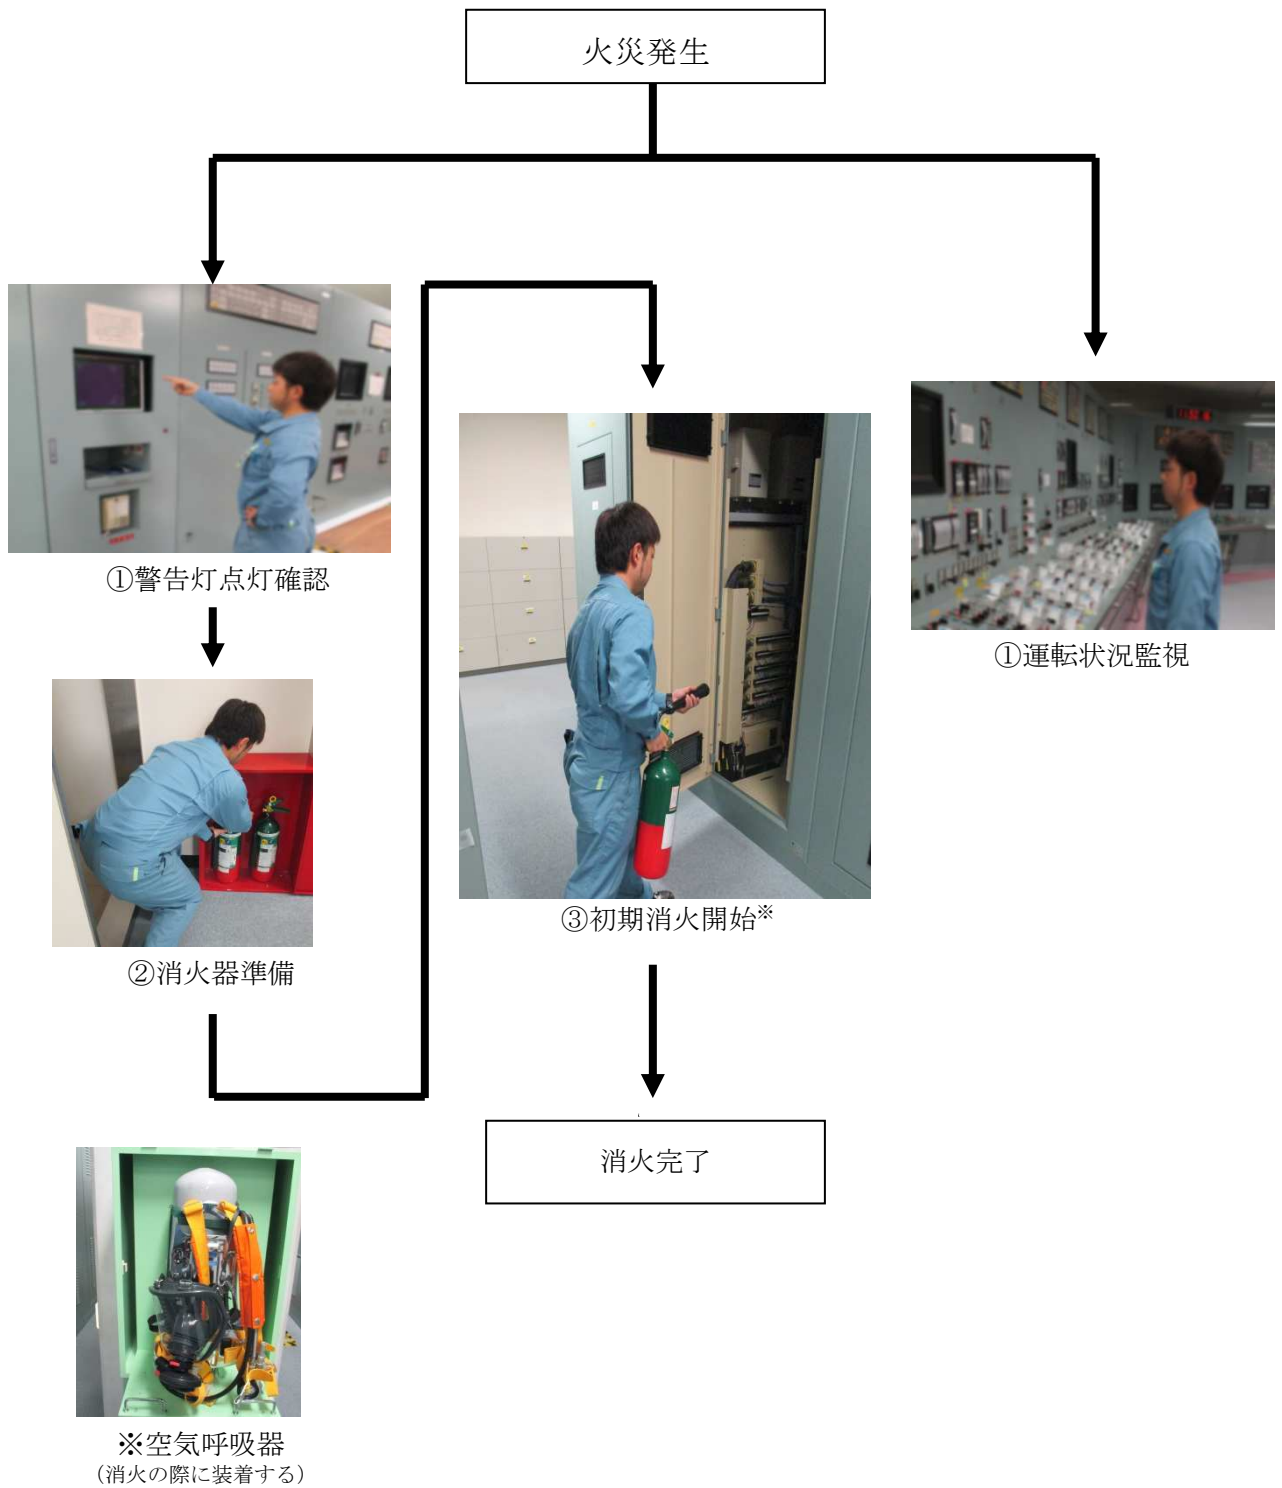 火災発生
①警告灯点灯確認
①運転状況監視
②消火器準備
③初期消火開始※
消火完了
※空気呼吸器
（消火の際に装着する）